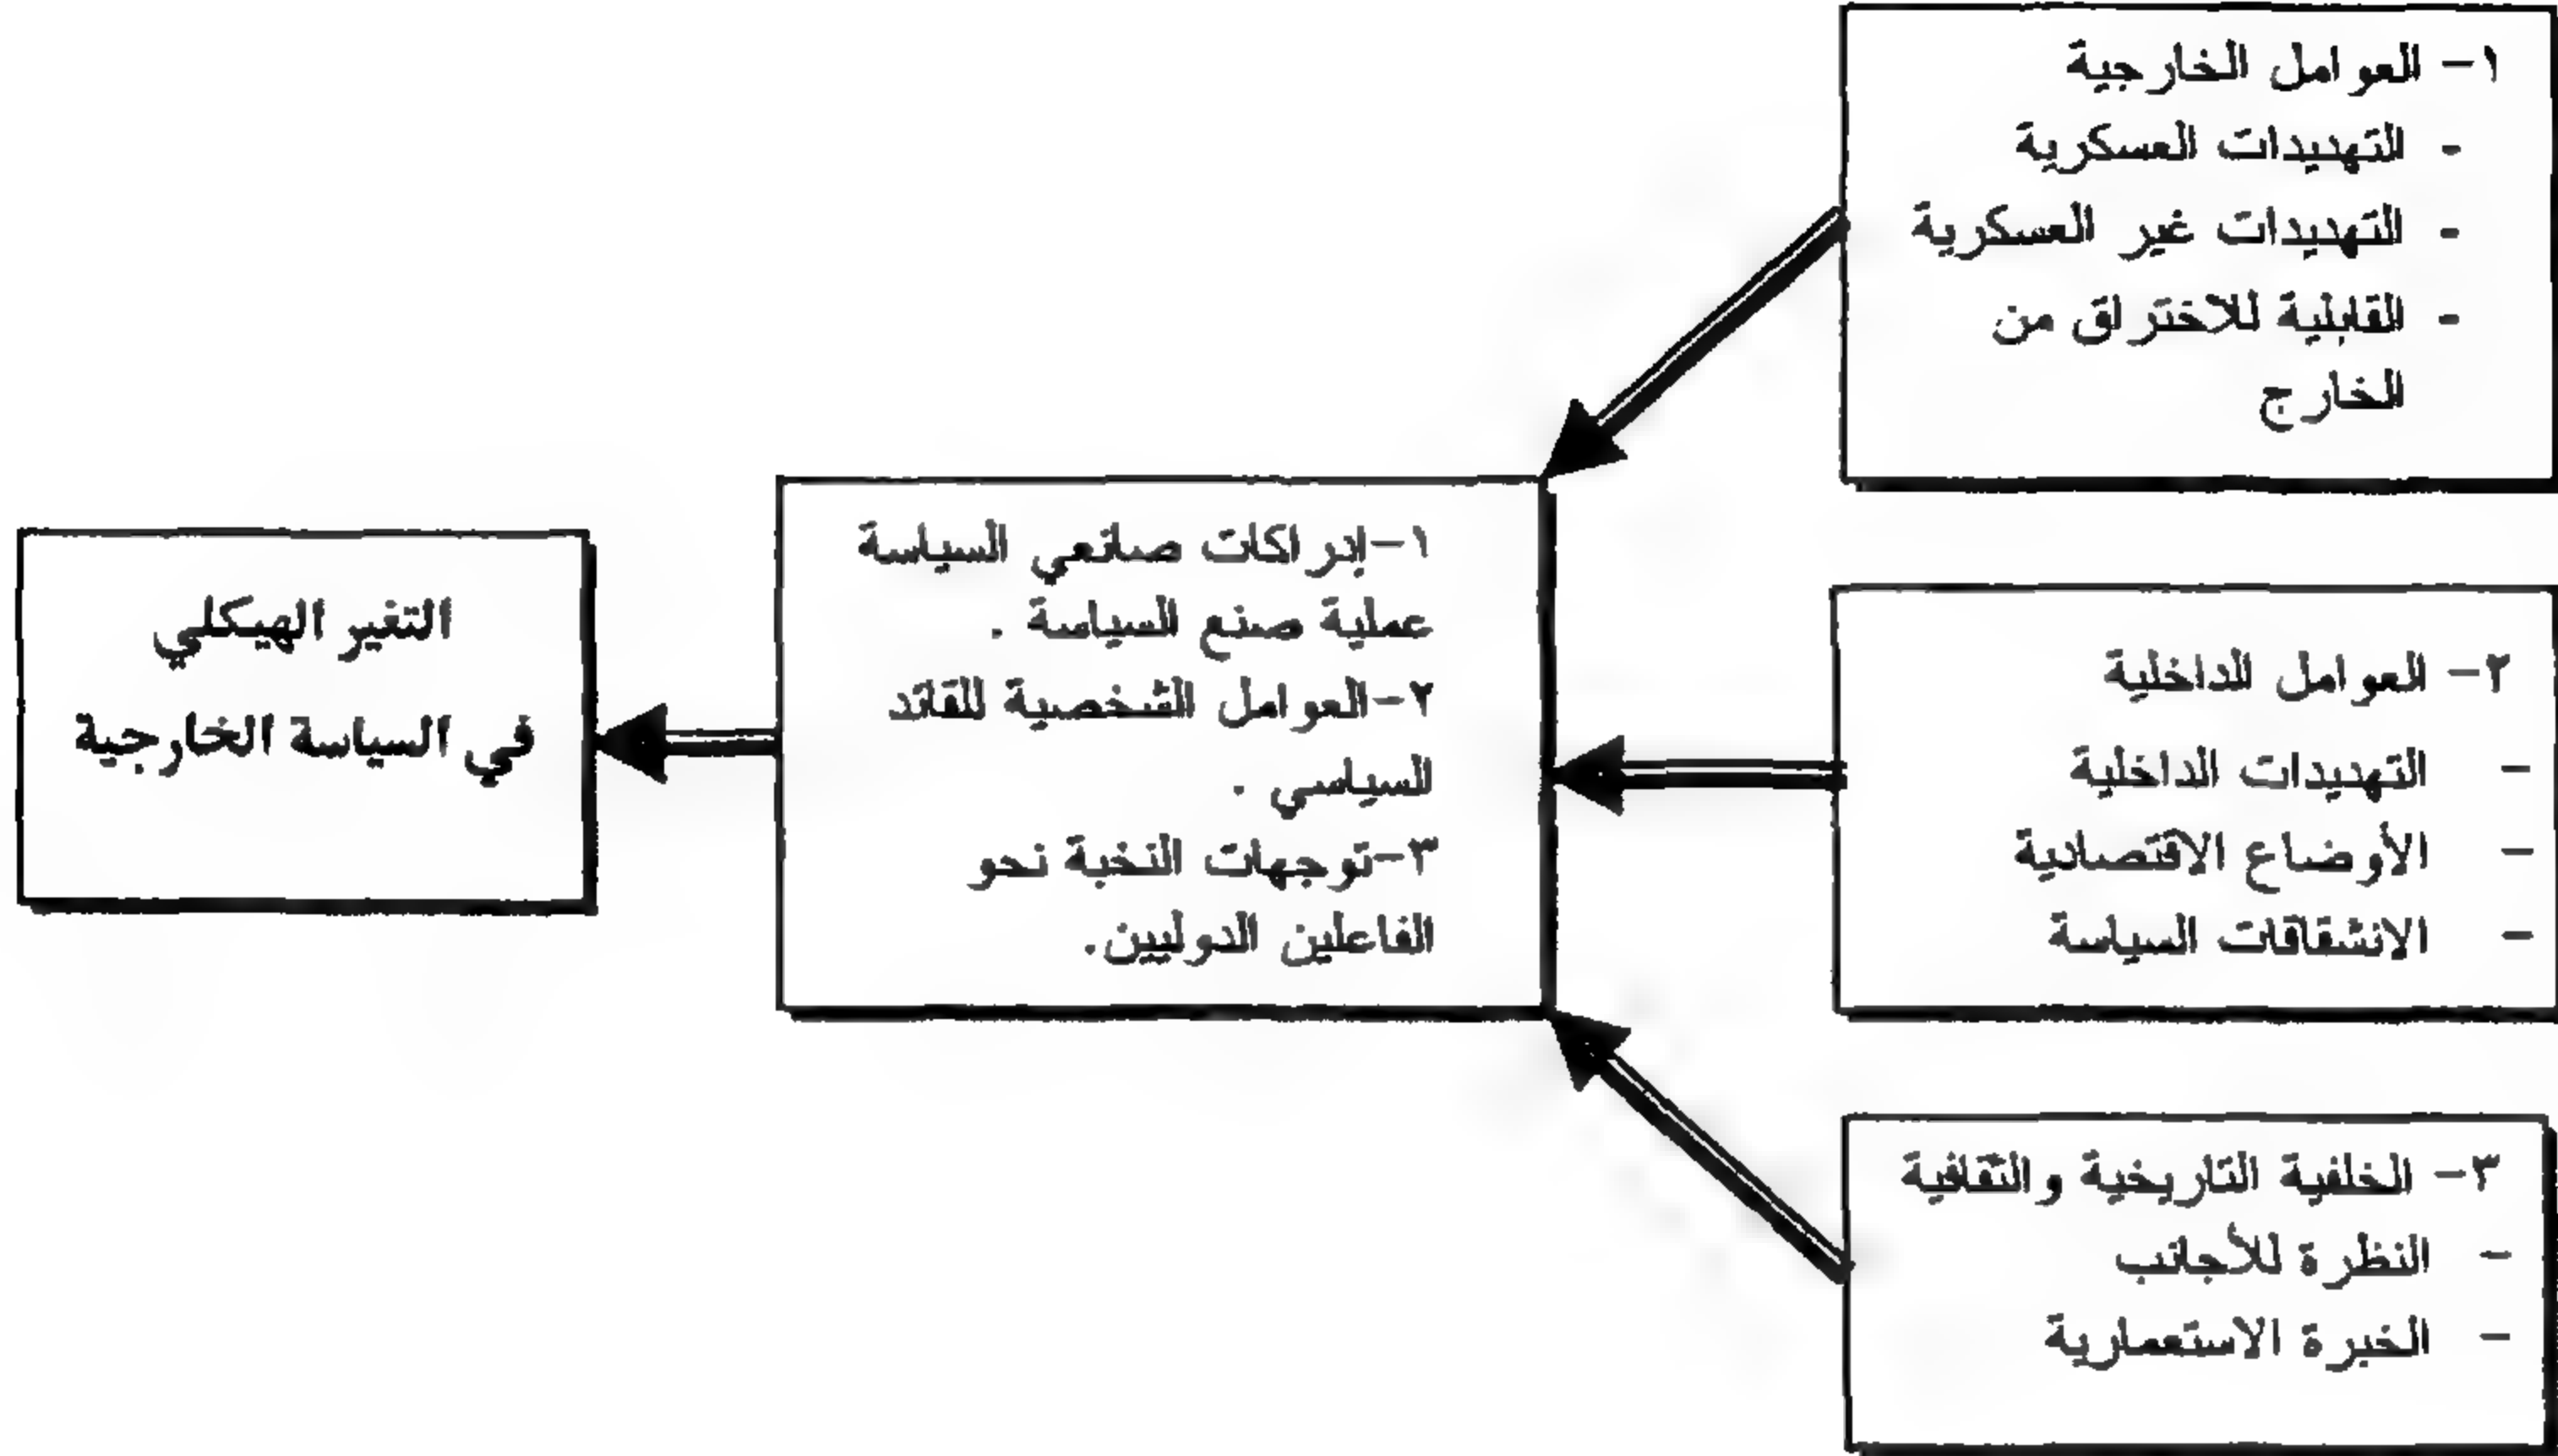 ١- العوامل الخارجية
- التهديدات العسكرية
- التهديدات غير العسكرية
- القابلية للاختراق من
الخارج
٢- العوامل الداخلية
- التهديدات الداخلية
- الأوضاع الاقتصادية
- الانشقاقات السياسة
٣- الخلفية التاريخية والثقافية
- النظرة للأجانب
- الخبرة الاستعمارية
١-إدراكات صانعي السياسة
عملية صنع السياسة .
٢-العوامل الشخصية للقائد
السياسي .
٣-توجهات النخبة نحو
الفاعلين الدوليين.
التغير الهيكلي
في السياسة الخارجية